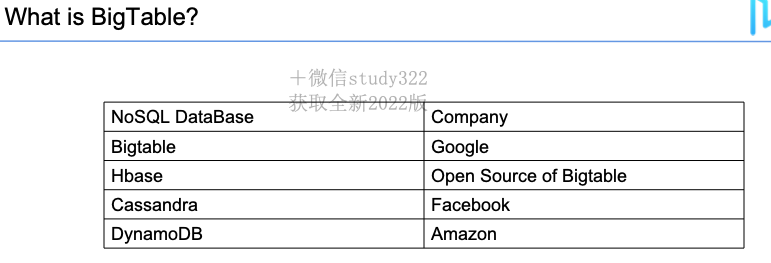 What is BigTable?
+微信study322
获取全新2022版
NoSQL DataBase Company
Bigtable Google
Hbase Open Source of Bigtable
Cassandra Facebook
DynamoDB Amazon